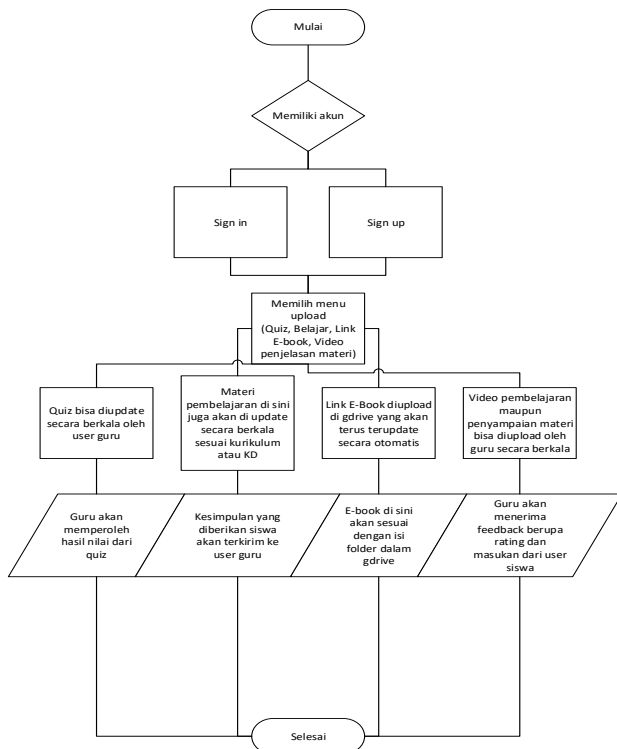 Mulai
Memiliki akun
Sign in
Sign up
Memilih menu
upload
(Quiz, Belajar, Link
E-book, Video
penjelasan materi)
Quiz bisa diupdate
secara berkala oleh
user guru
Materi
pembelajaran di sini
juga akan di update
secara berkala
sesuai kurikulum
atau KD
Link E-Book diupload
di gdrive yang akan
terus terupdate
secara otomatis
Video pembelajaran
maupun
penyampaian materi
bisa diupload oleh
guru secara berkala
Guru akan
memperoleh
hasil nilai dari
quiz
Kesimpulan yang
diberikan siswa
akan terkirim ke
user guru
E-book di sini
akan sesuai
dengan isi
folder dalam
gdrive
Guru akan
menerima
feedback berupa
rating dan
masukan dari user
siswa
Selesai